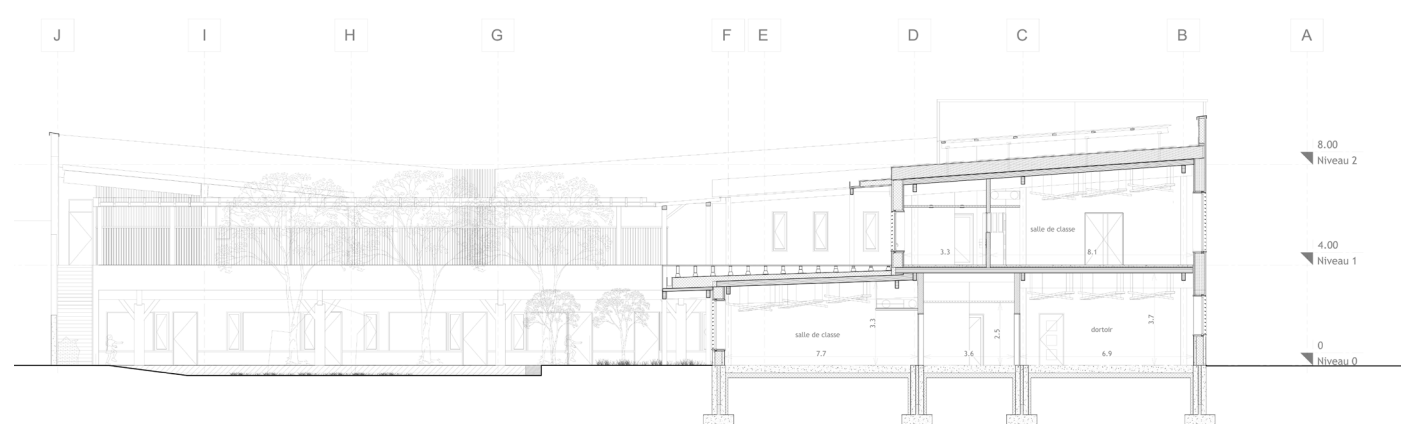 J I H G F E D C B A
8.00
Niveau 2
salle de classe
3.3
8.1
4.00
Niveau 1
3.3
2.5
3.7
salle de classe
dortoir
7.7
3.6
6.9
0
Niveau 0